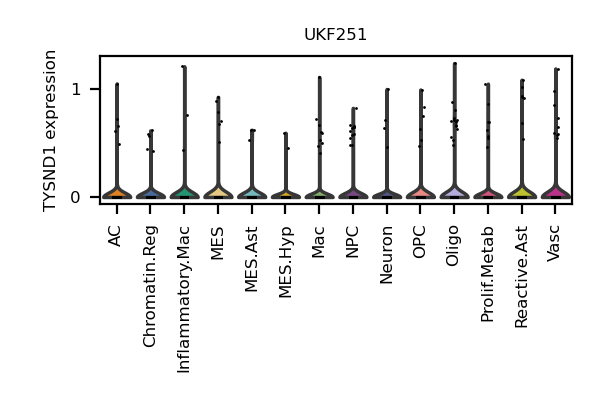 UKF251
TYSND1 expression
1
0
AC
Chromatin.Reg
Inflammatory.Mac
MES
MES.Ast
MES.Hyp
Mac
NPC
Neuron
OPC
Oligo
Prolif.Metab
Reactive.Ast
Vasc